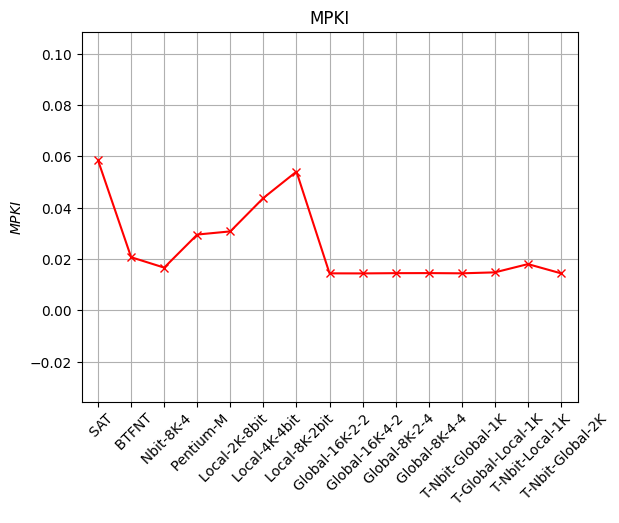 MPKI
MPKI
0.10
0.08
0.06
0.04
0.02
0.00
−0.02
SAT
BTFNT
Nbit-8K-4
Pentium-M
Local-2K-8bit
Local-4K-4bit
Local-8K-2bit
Global-16K-2-2
Global-16K-4-2
Global-8K-2-4
Global-8K-4-4
T-Nbit-Global-1K
T-Global-Local-1K
T-Nbit-Local-1K
T-Nbit-Global-2K